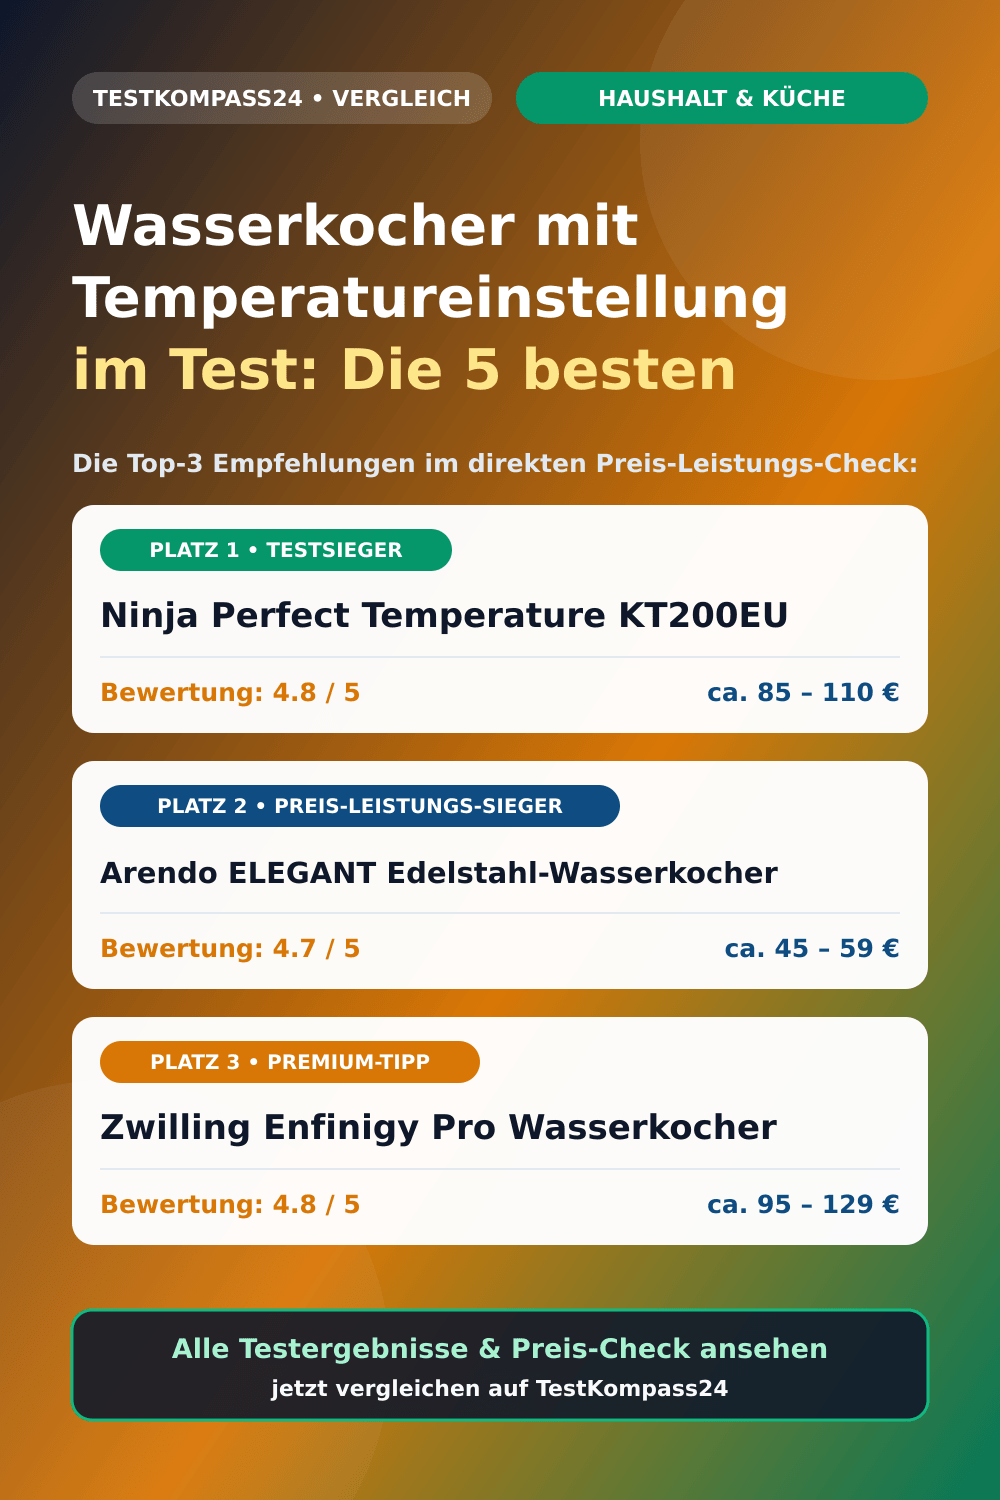 TESTKOMPASS24 • VERGLEICH
HAUSHALT & KÜCHE
Wasserkocher mit
Temperatureinstellung
im Test: Die 5 besten
Die Top-3 Empfehlungen im direkten Preis-Leistungs-Check:
PLATZ 1 • TESTSIEGER
Ninja Perfect Temperature KT200EU
Bewertung: 4.8 / 5
ca. 85 – 110 €
PLATZ 2 • PREIS-LEISTUNGS-SIEGER
Arendo ELEGANT Edelstahl-Wasserkocher
Bewertung: 4.7 / 5
ca. 45 – 59 €
PLATZ 3 • PREMIUM-TIPP
Zwilling Enfinigy Pro Wasserkocher
Bewertung: 4.8 / 5
ca. 95 – 129 €
Alle Testergebnisse & Preis-Check ansehen
jetzt vergleichen auf TestKompass24